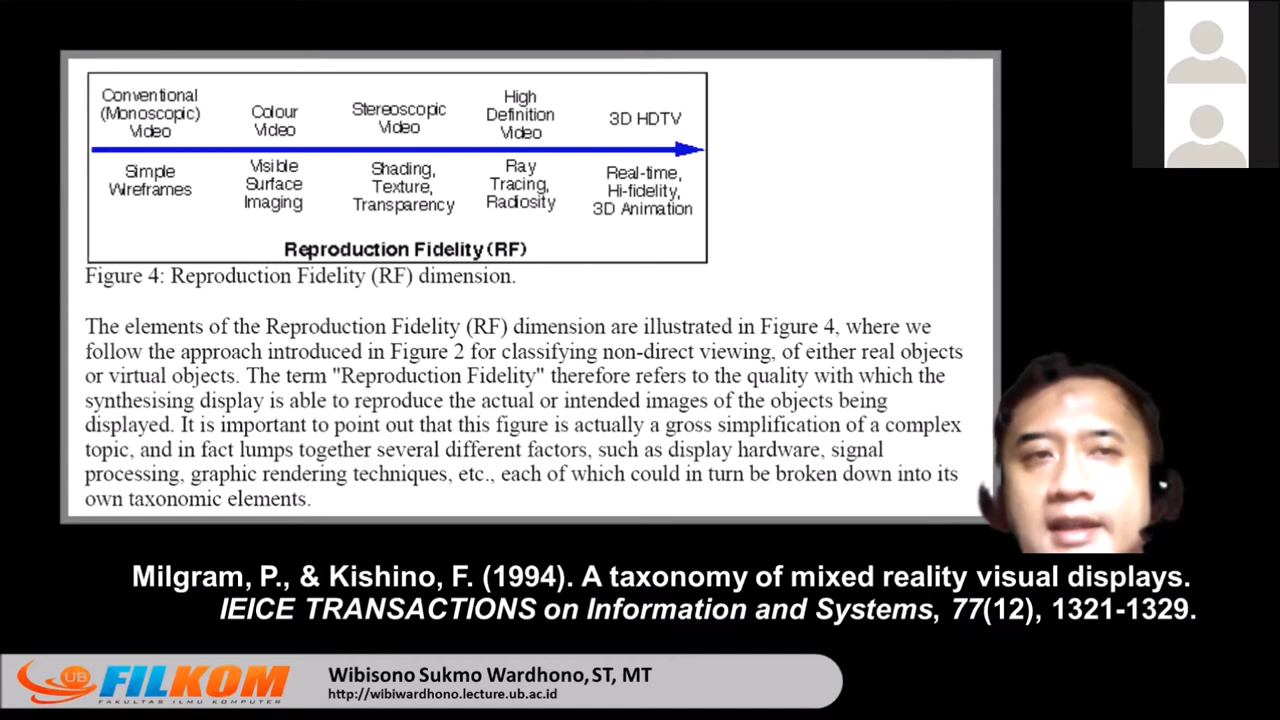 Conventional
(Monoscopic)
Video
Colour
Video
Stereoscopic
Video
High
Definition
Video
3D HDTV
Simple
Wireframes
Visible
Surface
Imaging
Shading,
Texture,
Transparency
Ray
Tracing,
Radiosity
Real-time,
Hi-fidelity,
3D Animation
Reproduction Fidelity (RF)
Figure 4: Reproduction Fidelity (RF) dimension.
The elements of the Reproduction Fidelity (RF) dimension are illustrated in Figure 4, where we
follow the approach introduced in Figure 2 for classifying non-direct viewing, of either real objects
or virtual objects. The term "Reproduction Fidelity" therefore refers to the quality with which the
synthesising display is able to reproduce the actual or intended images of the objects being
displayed. It is important to point out that this figure is actually a gross simplification of a complex
topic, and in fact lumps together several different factors, such as display hardware, signal
processing, graphic rendering techniques, etc., each of which could in turn be broken down into its
own taxonomic elements.
Milgram, P., & Kishino, F. (1994). A taxonomy of mixed reality visual displays.
IEICE TRANSACTIONS on Information and Systems, 77(12), 1321-1329.
UB FILKOM
FAKULTAS ILMU KOMPUTER
Wibisono Sukmo Wardhono, ST, MT
http://wibiwardhono.lecture.ub.ac.id